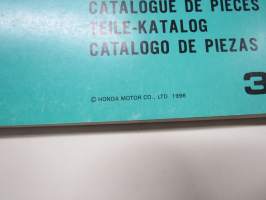 CATALOGUE DE PIECES
TEILE-KATALOG
CATALOGO DE PIEZAS
3
© HONDA MOTOR CO., LTD. 1996